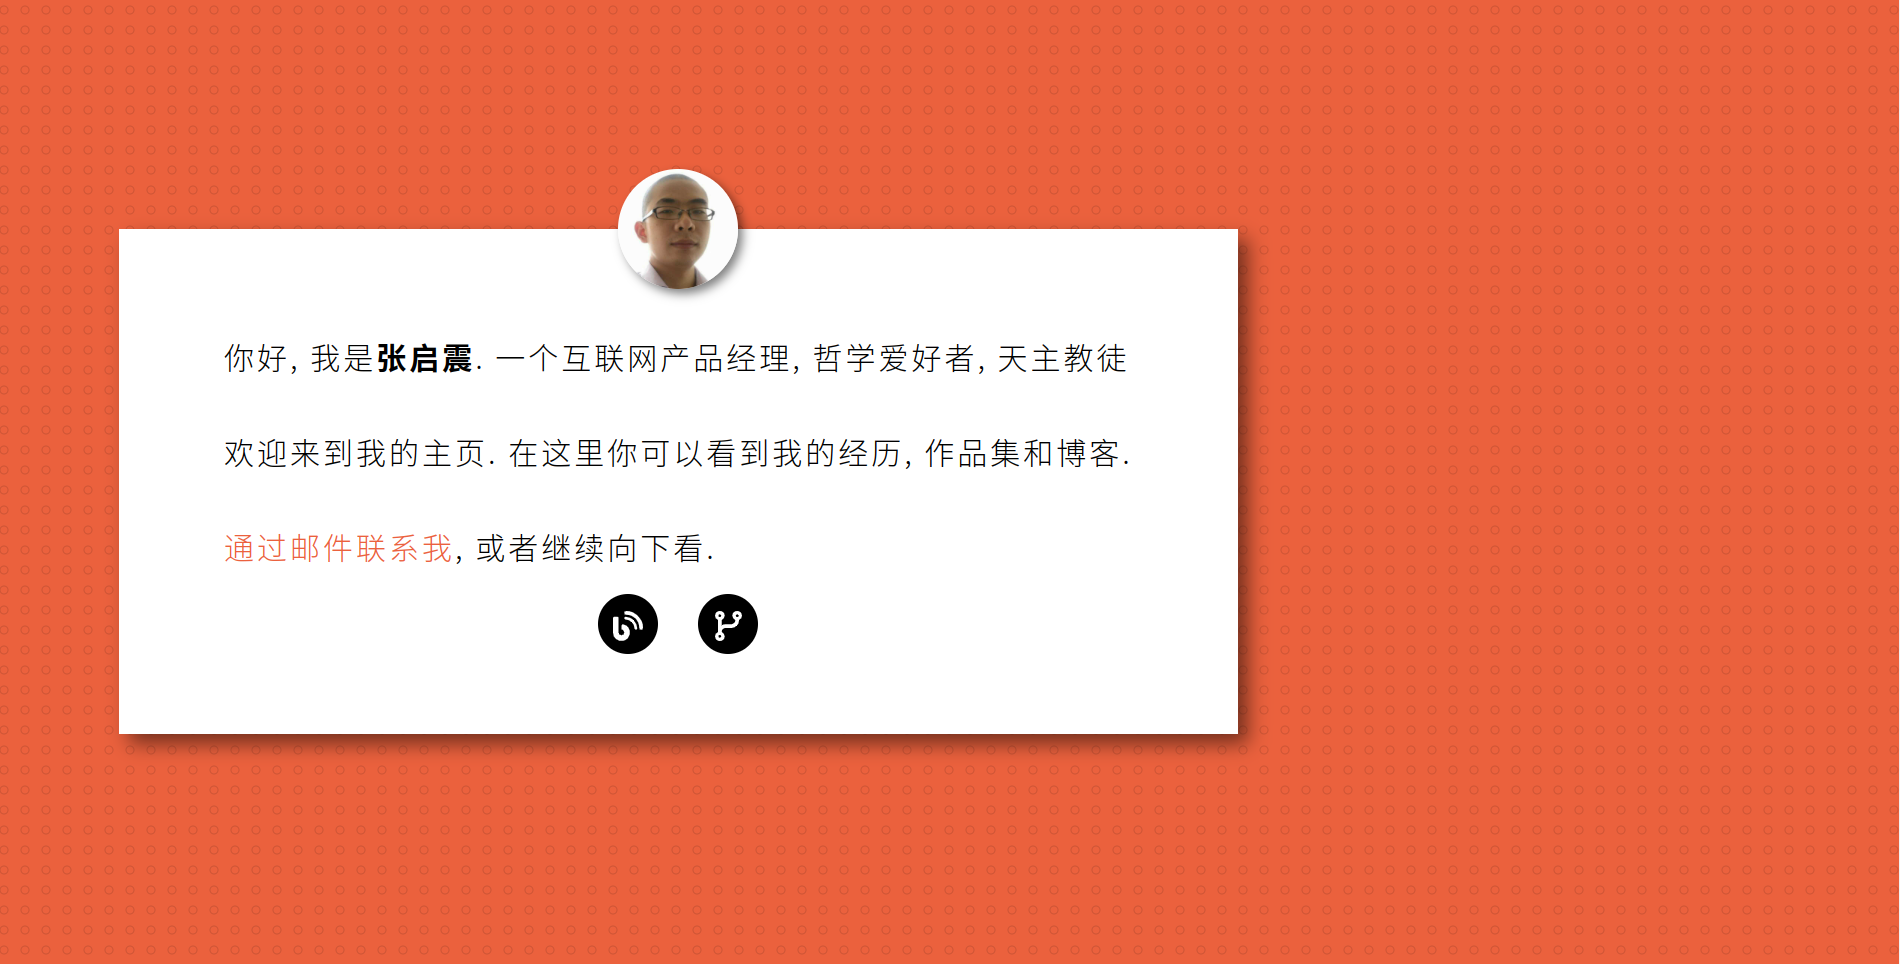 你好, 我是张启震. 一个互联网产品经理, 哲学爱好者, 天主教徒
欢迎来到我的主页. 在这里你可以看到我的经历, 作品集和博客.
通过邮件联系我, 或者继续向下看.